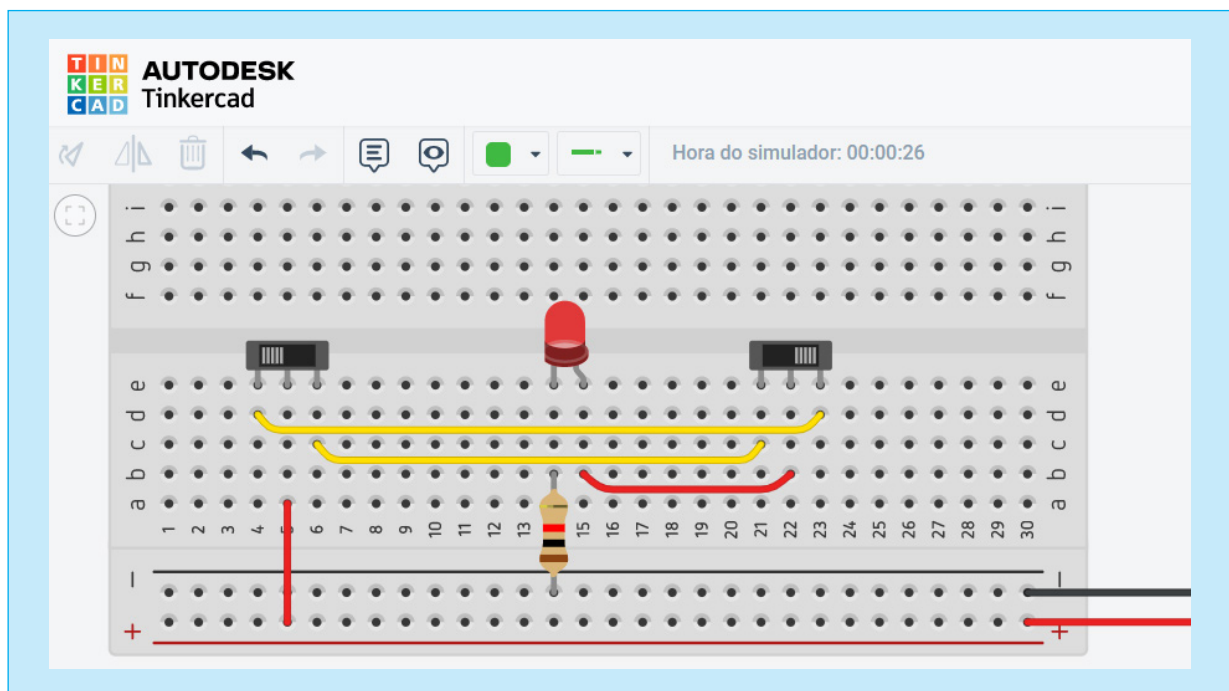 TIN
KER
CAD
AUTODESK
Tinkercad
Hora do simulador: 00:00:26
i i
h h
g g
f f
e e
d d
c c
b b
a a
1 2 3 4 5 6 7 8 9 10 11 12 13 15 16 17 18 19 20 21 22 23 24 25 26 27 28 29 30
− −
+ +